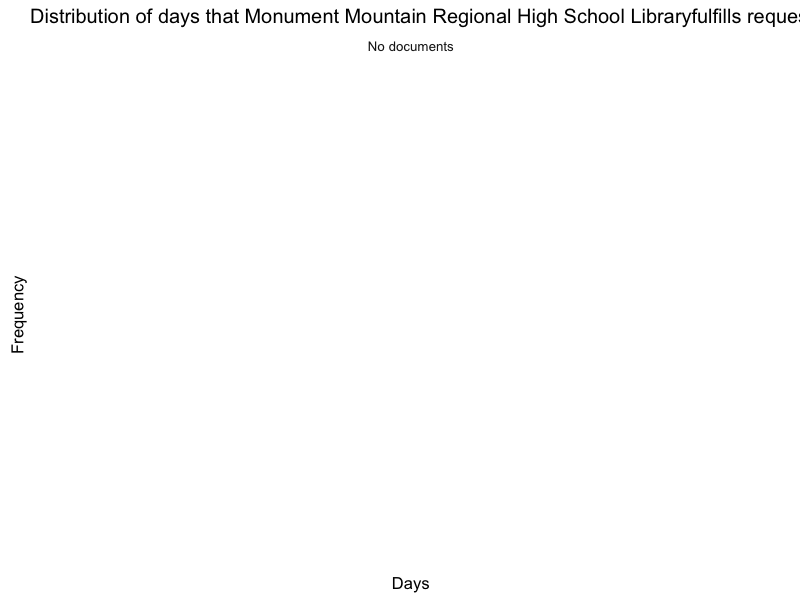 Distribution of days that Monument Mountain Regional High School Libraryfulfills reques
No documents
Frequency
Days